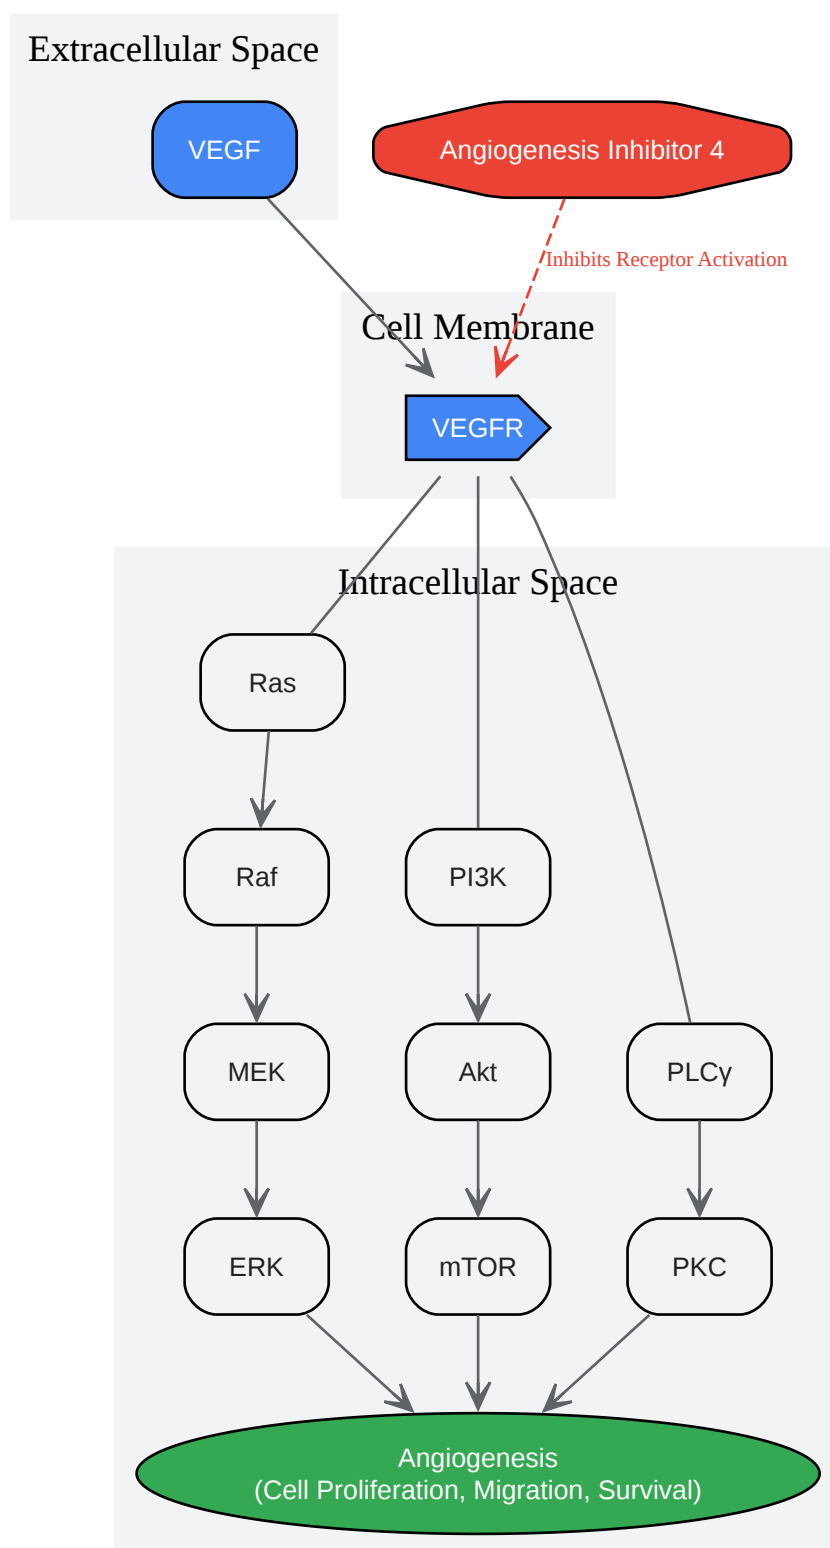 Extracellular Space
VEGF
Angiogenesis Inhibitor 4
Inhibits Receptor Activation
Cell Membrane
VEGFR
Intracellular Space
Ras
Raf
PI3K
MEK
Akt
PLCγ
ERK
mTOR
PKC
Angiogenesis
(Cell Proliferation, Migration, Survival)